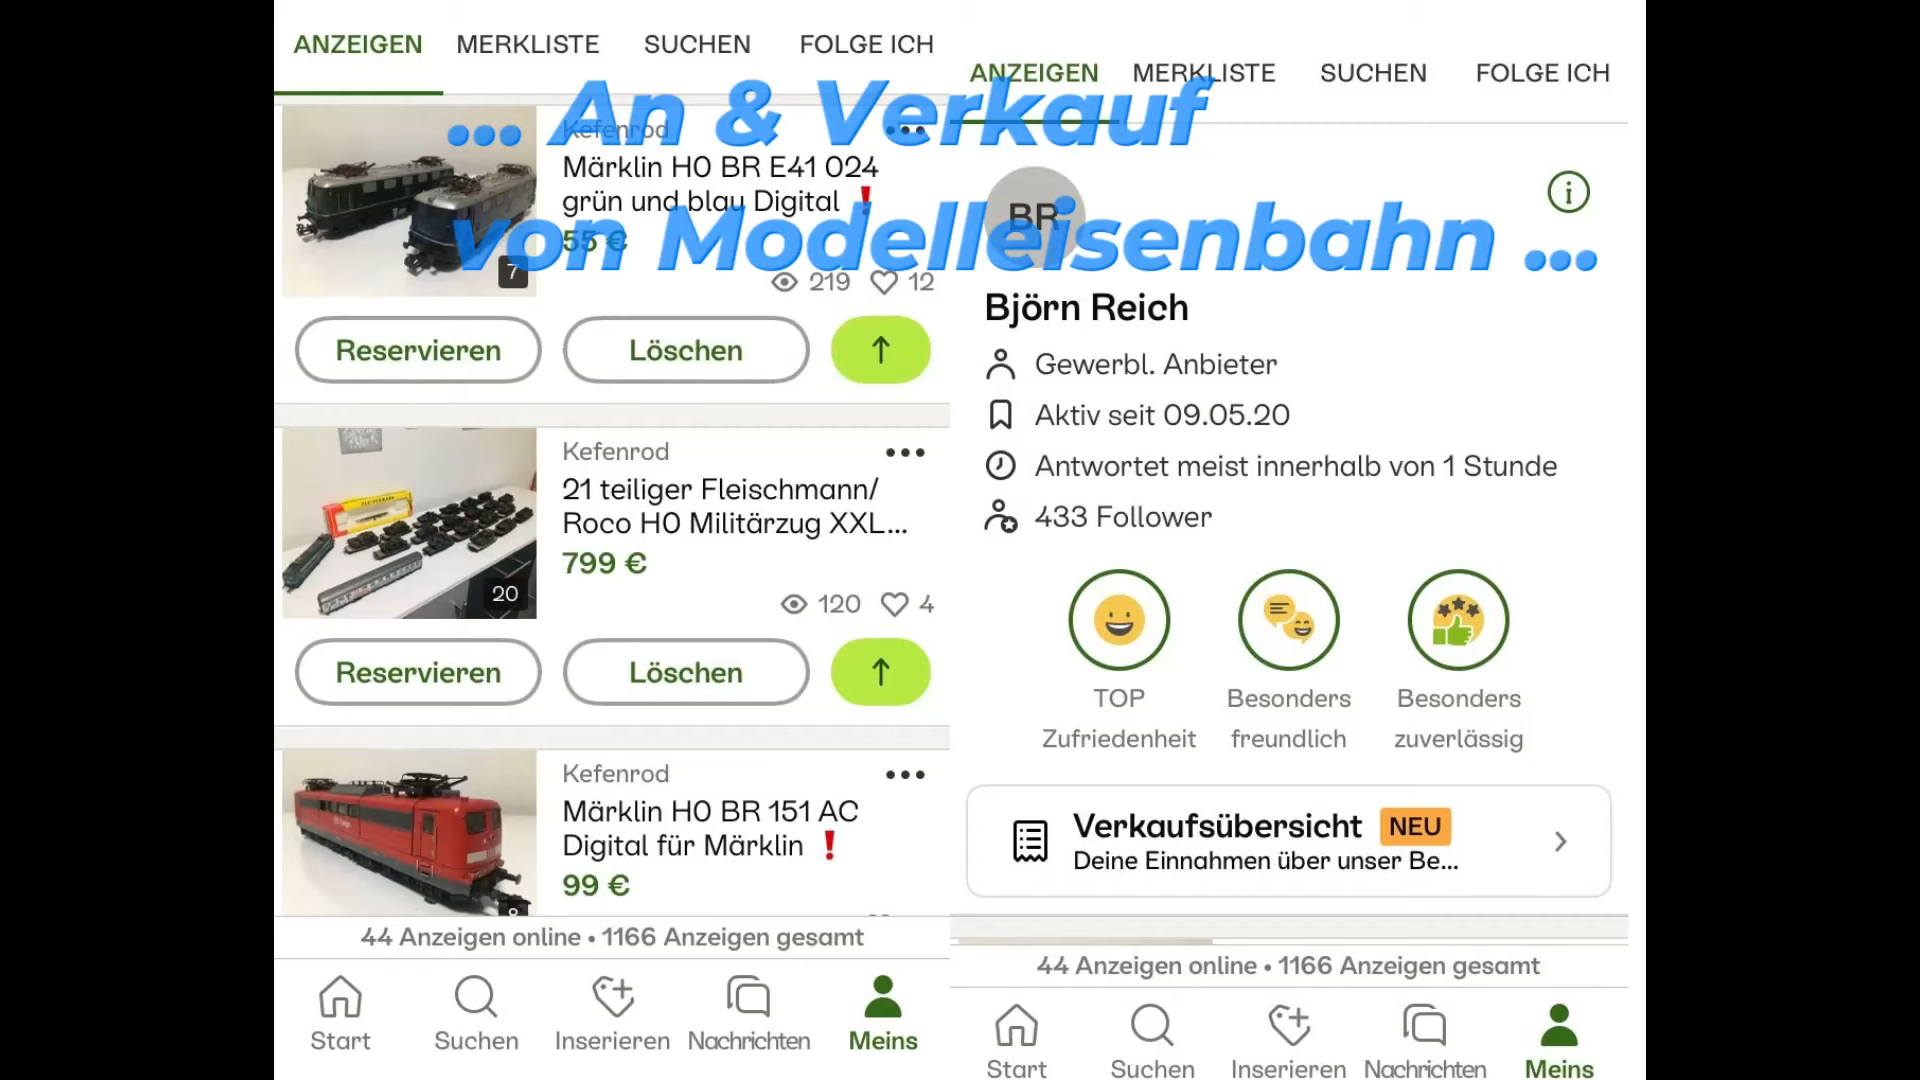 ANZEIGEN MERKLISTE SUCHEN FOLGE ICH
... An & Verkauf
von Modelleisenbahn ...
Kefenrod
Märklin H0 BR E41 024
grün und blau Digital ❗
55 €
7
219 12
Reservieren Löschen
Kefenrod
21 teiliger Fleischmann/
Roco H0 Militärzug XXL...
799 €
20
120 4
Reservieren Löschen
Kefenrod
Märklin H0 BR 151 AC
Digital für Märklin ❗
99 €
44 Anzeigen online • 1166 Anzeigen gesamt
Start Suchen Inserieren Nachrichten Meins
ANZEIGEN MERKLISTE SUCHEN FOLGE ICH
BR
Björn Reich
Gewerbl. Anbieter
Aktiv seit 09.05.20
Antwortet meist innerhalb von 1 Stunde
433 Follower
TOP
Zufriedenheit
Besonders
freundlich
Besonders
zuverlässig
Verkaufsübersicht NEU
Deine Einnahmen über unser Be...
44 Anzeigen online • 1166 Anzeigen gesamt
Start Suchen Inserieren Nachrichten Meins